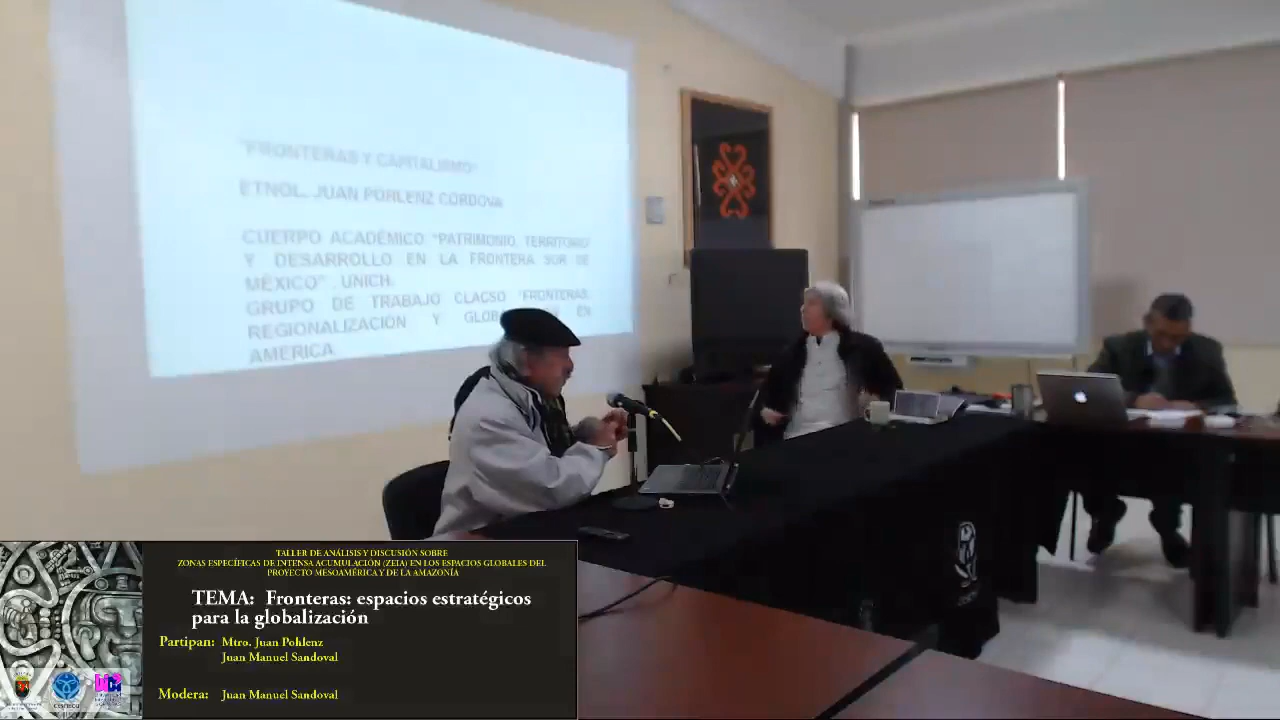 "FRONTERAS Y CAPITALISMO"
ETNOL. JUAN POHLENZ CÓRDOVA
CUERPO ACADÉMICO "PATRIMONIO, TERRITORIO
Y DESARROLLO EN LA FRONTERA SUR DE
MÉXICO". UNICH.
GRUPO DE TRABAJO CLACSO "FRONTERAS,
REGIONALIZACIÓN Y EN
AMERICA.
TALLER DE ANÁLISIS Y DISCUSIÓN SOBRE
ZONAS ESPECÍFICAS DE INTENSA ACUMULACIÓN (ZEIA) EN LOS ESPACIOS GLOBALES DEL
PROYECTO MESOAMÉRICA Y DE LA AMAZONÍA
TEMA: Fronteras: espacios estratégicos
para la globalización
Partipan: Mtro. Juan Pohlenz
Juan Manuel Sandoval
Modera: Juan Manuel Sandoval